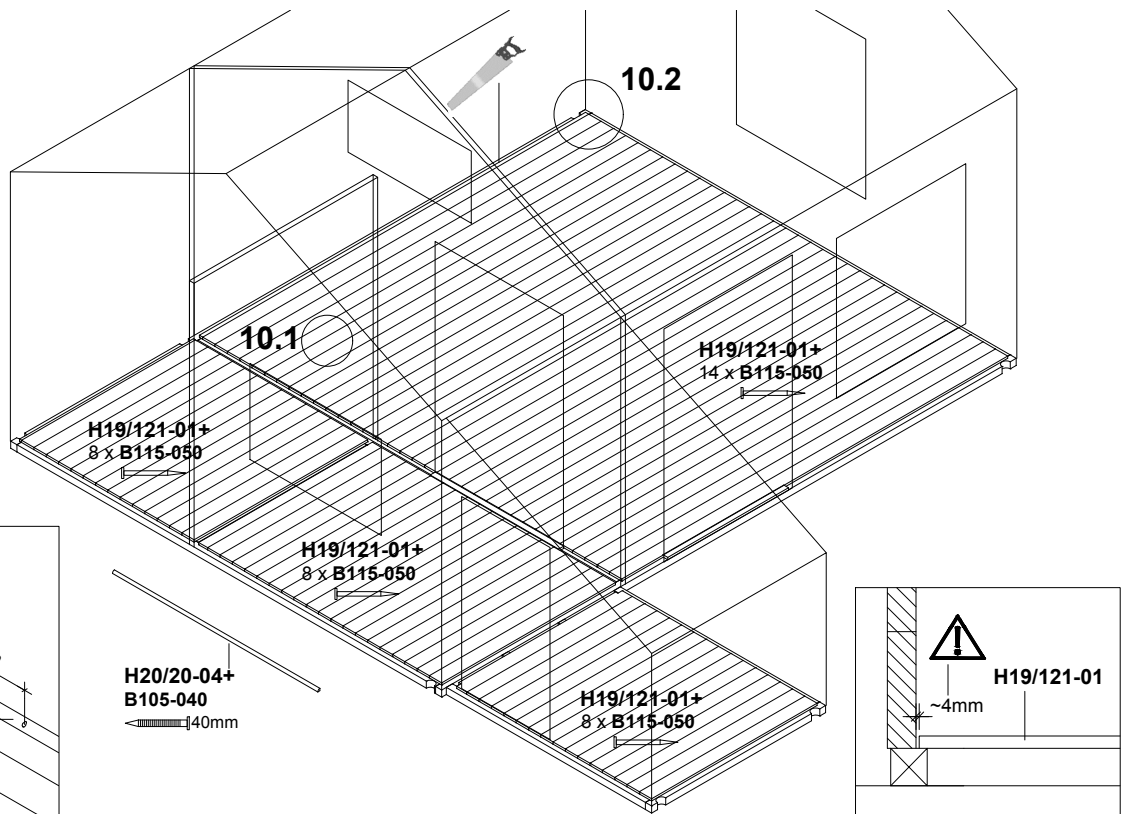 10.2
10.1
H19/121-01+
14 x B115-050
H19/121-01+
8 x B115-050
H19/121-01+
8 x B115-050
H20/20-04+
B105-040
40mm
H19/121-01+
8 x B115-050
H19/121-01
~4mm